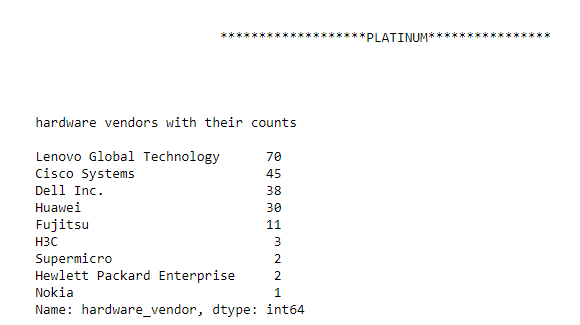 *******************PLATINUM****************
hardware vendors with their counts
Lenovo Global Technology      70
Cisco Systems                 45
Dell Inc.                     38
Huawei                        30
Fujitsu                       11
H3C                            3
Supermicro                     2
Hewlett Packard Enterprise     2
Nokia                          1
Name: hardware_vendor, dtype: int64